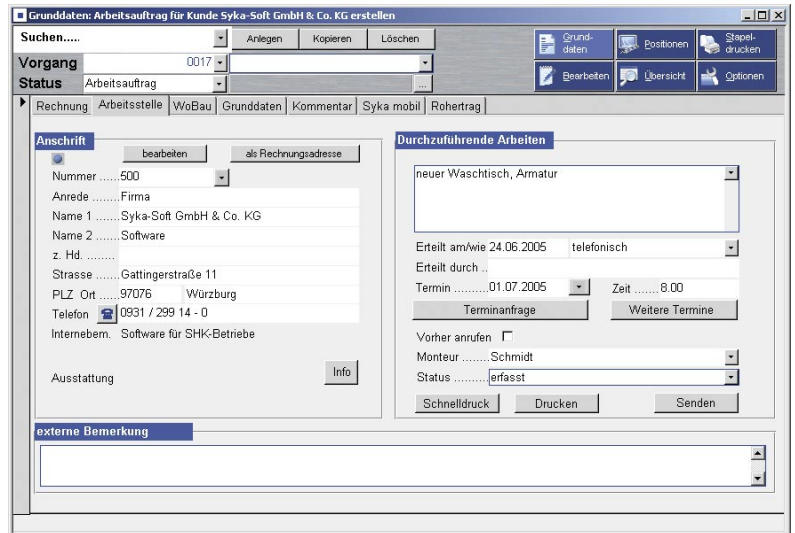 Grunddaten: Arbeitsauftrag für Kunde Syka-Soft GmbH & Co. KG erstellen
Suchen.....
Anlegen
Kopieren
Löschen
Vorgang
0017
Status
Arbeitsauftrag
...
Grund-
daten
Positionen
Stapel-
drucken
Bearbeiten
Übersicht
Optionen
Rechnung
Arbeitsstelle
WoBau
Grunddaten
Kommentar
Syka mobil
Rohertrag
Anschrift
bearbeiten
als Rechnungsadresse
Nummer ......500
Anrede ........Firma
Name 1 .......Syka-Soft GmbH & Co. KG
Name 2 .......Software
z. Hd. ........
Strasse .......Gattingerstraße 11
PLZ Ort .....97076 Würzburg
Telefon 0931 / 299 14 - 0
Internebem. Software für SHK-Betriebe
Ausstattung
Info
Durchzuführende Arbeiten
neuer Waschtisch, Armatur
Erteilt am/wie 24.06.2005 telefonisch
Erteilt durch ..
Termin ..........01.07.2005 Zeit .......8.00
Terminanfrage
Weitere Termine
Vorher anrufen
Monteur .......Schmidt
Status ..........erfasst
Schnelldruck
Drucken
Senden
externe Bemerkung